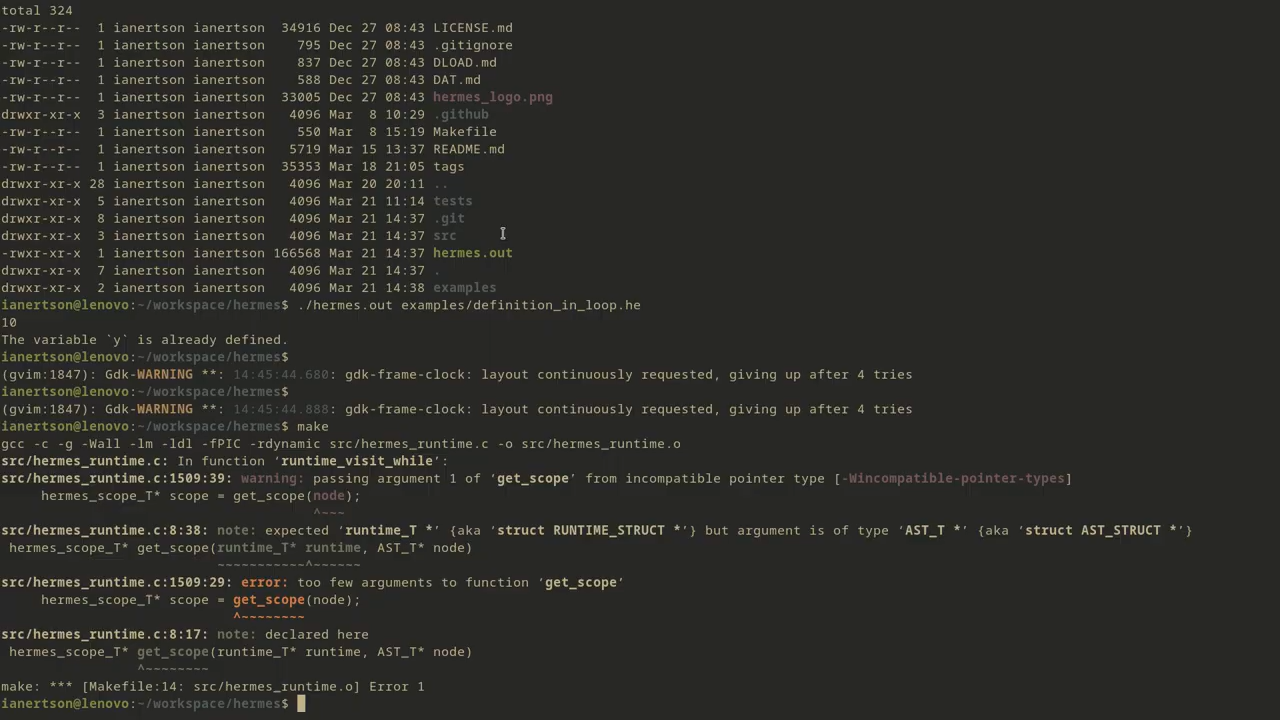 total 324
-rw-r--r--  1 ianertson ianertson  34916 Dec 27 08:43 LICENSE.md
-rw-r--r--  1 ianertson ianertson    795 Dec 27 08:43 .gitignore
-rw-r--r--  1 ianertson ianertson    837 Dec 27 08:43 DLOAD.md
-rw-r--r--  1 ianertson ianertson    588 Dec 27 08:43 DAT.md
-rw-r--r--  1 ianertson ianertson  33005 Dec 27 08:43 hermes_logo.png
drwxr-xr-x  3 ianertson ianertson   4096 Mar  8 10:29 .github
-rw-r--r--  1 ianertson ianertson    550 Mar  8 15:19 Makefile
-rw-r--r--  1 ianertson ianertson   5719 Mar 15 13:37 README.md
-rw-r--r--  1 ianertson ianertson  35353 Mar 18 21:05 tags
drwxr-xr-x 28 ianertson ianertson   4096 Mar 20 20:11 ..
drwxr-xr-x  5 ianertson ianertson   4096 Mar 21 11:14 tests
drwxr-xr-x  8 ianertson ianertson   4096 Mar 21 14:37 .git
drwxr-xr-x  3 ianertson ianertson   4096 Mar 21 14:37 src
-rwxr-xr-x  1 ianertson ianertson 166568 Mar 21 14:37 hermes.out
drwxr-xr-x  7 ianertson ianertson   4096 Mar 21 14:37 .
drwxr-xr-x  2 ianertson ianertson   4096 Mar 21 14:38 examples
ianertson@lenovo:~/workspace/hermes$ ./hermes.out examples/definition_in_loop.he
10
The variable `y` is already defined.
ianertson@lenovo:~/workspace/hermes$
(gvim:1847): Gdk-WARNING **: 14:45:44.680: gdk-frame-clock: layout continuously requested, giving up after 4 tries
ianertson@lenovo:~/workspace/hermes$
(gvim:1847): Gdk-WARNING **: 14:45:44.888: gdk-frame-clock: layout continuously requested, giving up after 4 tries
ianertson@lenovo:~/workspace/hermes$ make
gcc -c -g -Wall -lm -ldl -fPIC -rdynamic src/hermes_runtime.c -o src/hermes_runtime.o
src/hermes_runtime.c: In function ‘runtime_visit_while’:
src/hermes_runtime.c:1509:39: warning: passing argument 1 of ‘get_scope’ from incompatible pointer type [-Wincompatible-pointer-types]
     hermes_scope_T* scope = get_scope(node);
                                       ^~~~
src/hermes_runtime.c:8:38: note: expected ‘runtime_T *’ {aka ‘struct RUNTIME_STRUCT *’} but argument is of type ‘AST_T *’ {aka ‘struct AST_STRUCT *’}
 hermes_scope_T* get_scope(runtime_T* runtime, AST_T* node)
                           ~~~~~~~~~~~^~~~~~~
src/hermes_runtime.c:1509:29: error: too few arguments to function ‘get_scope’
     hermes_scope_T* scope = get_scope(node);
                             ^~~~~~~~~
src/hermes_runtime.c:8:17: note: declared here
 hermes_scope_T* get_scope(runtime_T* runtime, AST_T* node)
                 ^~~~~~~~~
make: *** [Makefile:14: src/hermes_runtime.o] Error 1
ianertson@lenovo:~/workspace/hermes$